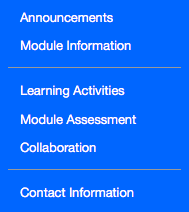 Announcements
Module Information
Learning Activities
Module Assessment
Collaboration
Contact Information